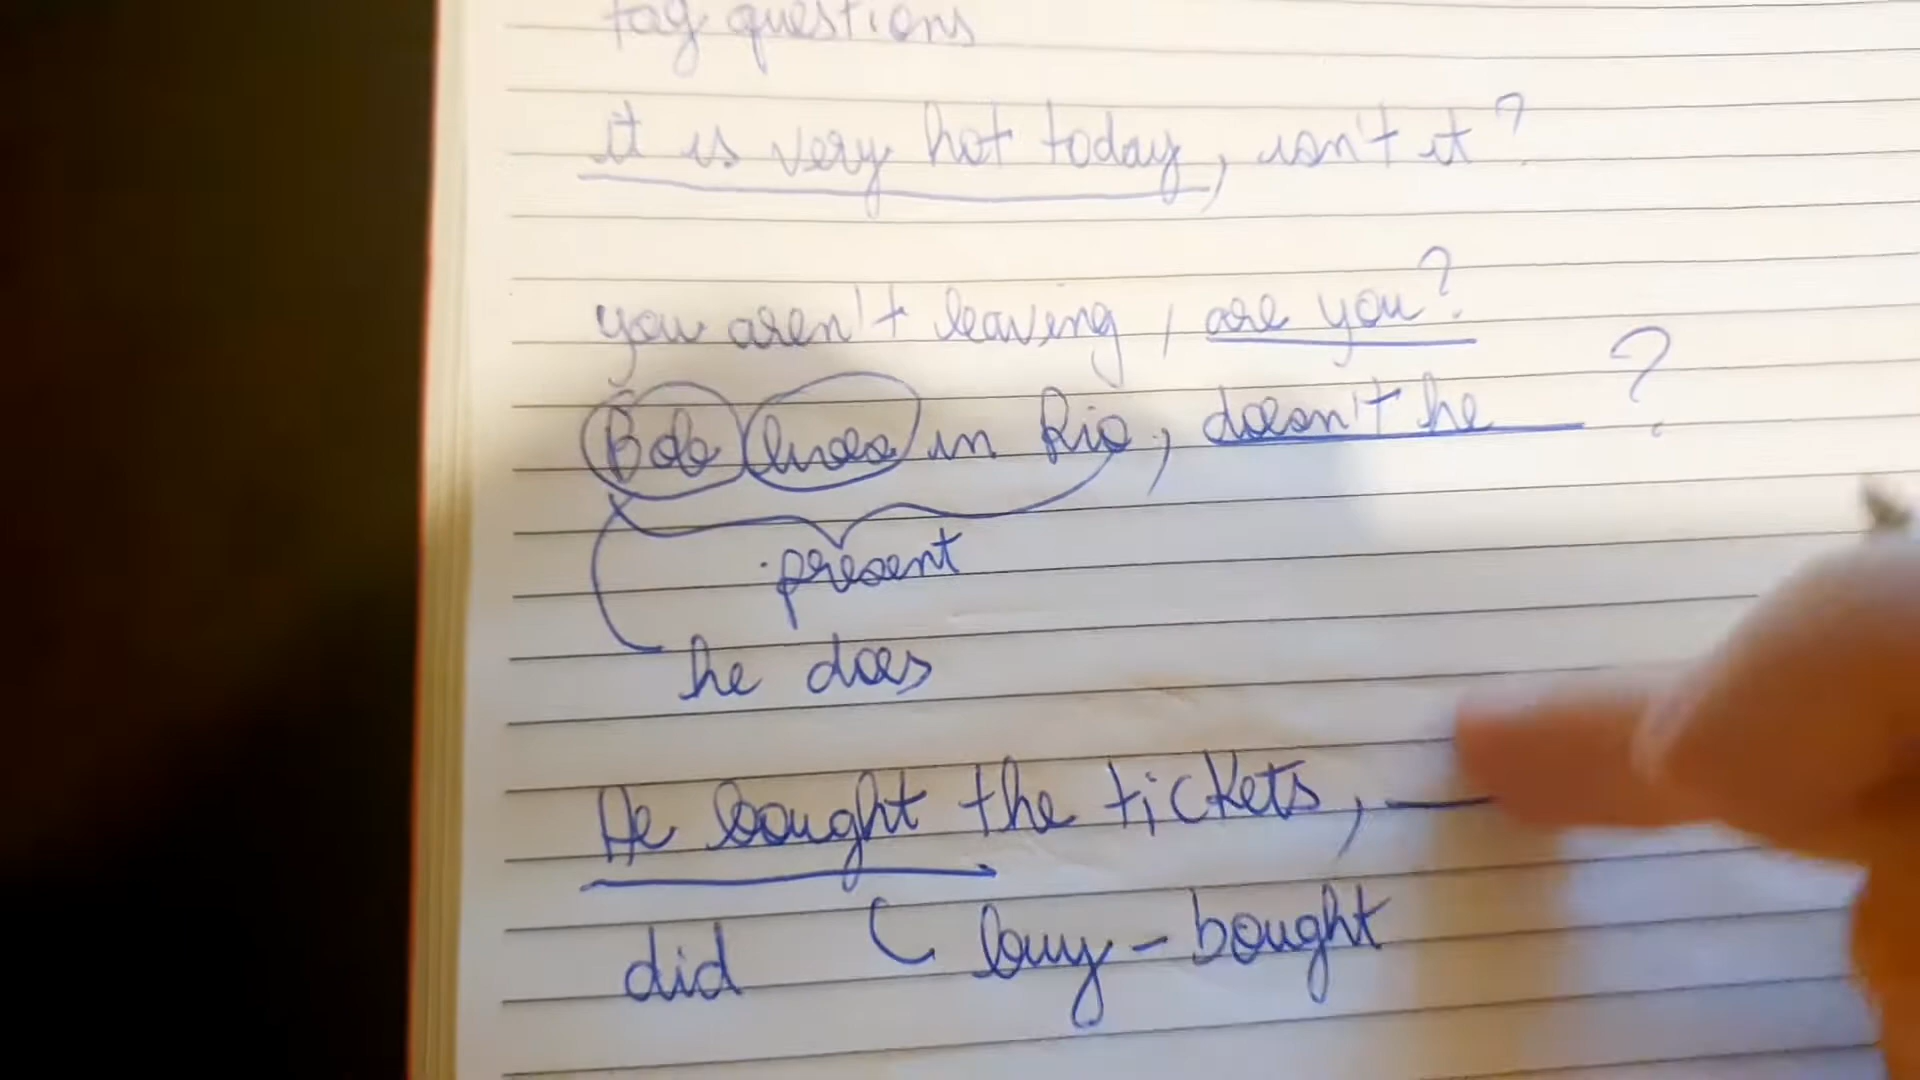 tag questions
it is very hot today, isn't it?
you aren't leaving, are you?
Bob lives in Rio, doesn't he ?
present
he does
He bought the tickets,
did buy - bought